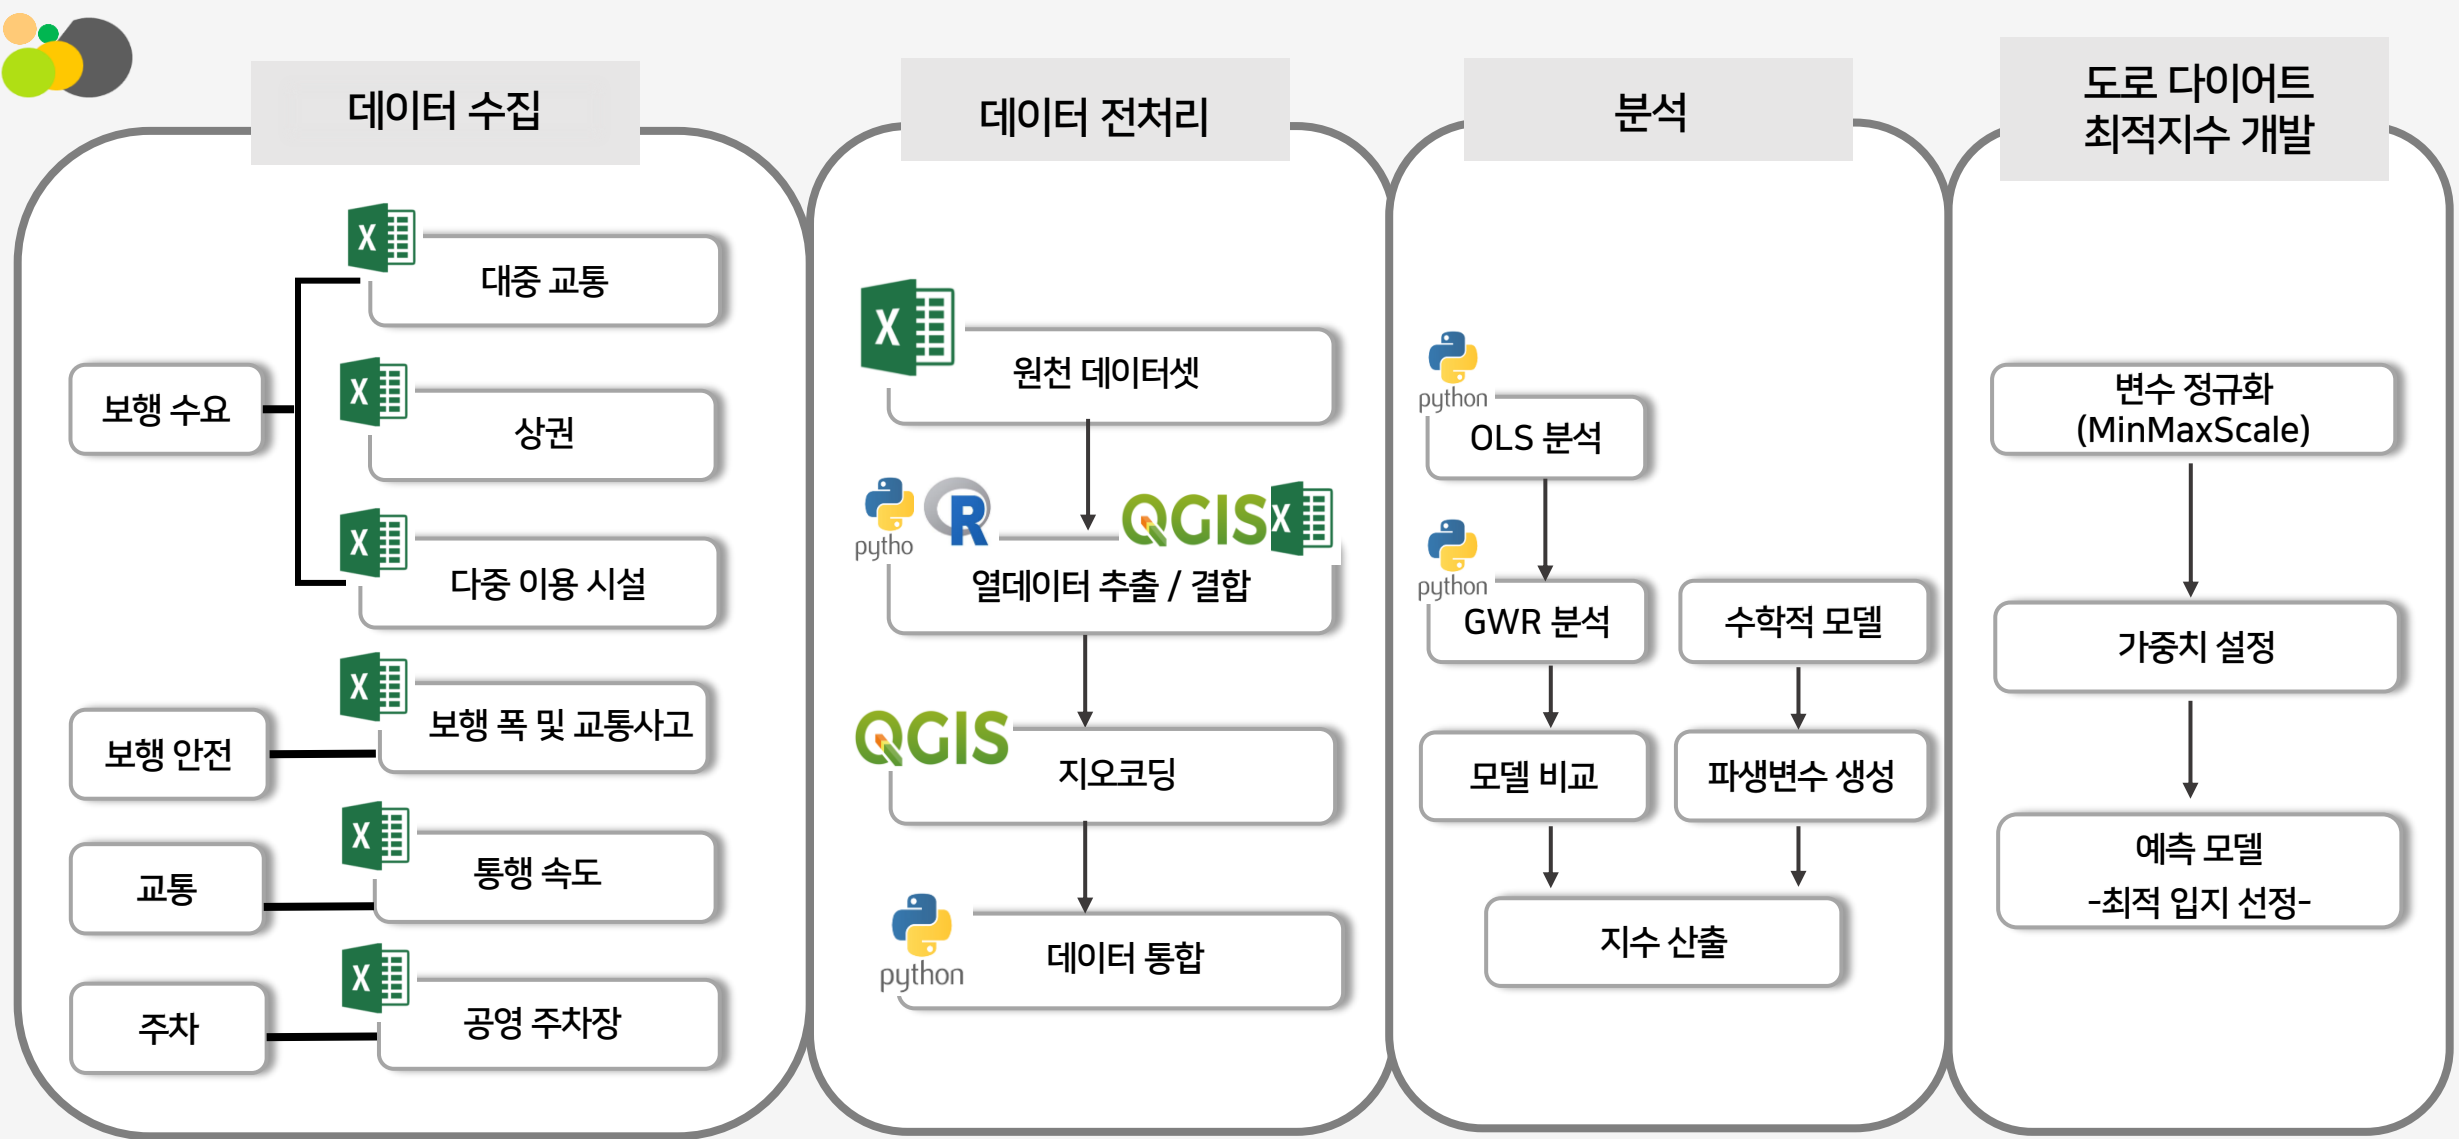 데이터 수집
보행 수요
대중 교통
상권
다중 이용 시설
보행 안전
보행 폭 및 교통사고
교통
통행 속도
주차
공영 주차장
데이터 전처리
원천 데이터셋
pytho
R
QGIS
열데이터 추출 / 결합
QGIS
지오코딩
python
데이터 통합
분석
python
OLS 분석
python
GWR 분석
수학적 모델
모델 비교
파생변수 생성
지수 산출
도로 다이어트
최적지수 개발
변수 정규화
(MinMaxScale)
가중치 설정
예측 모델
-최적 입지 선정-